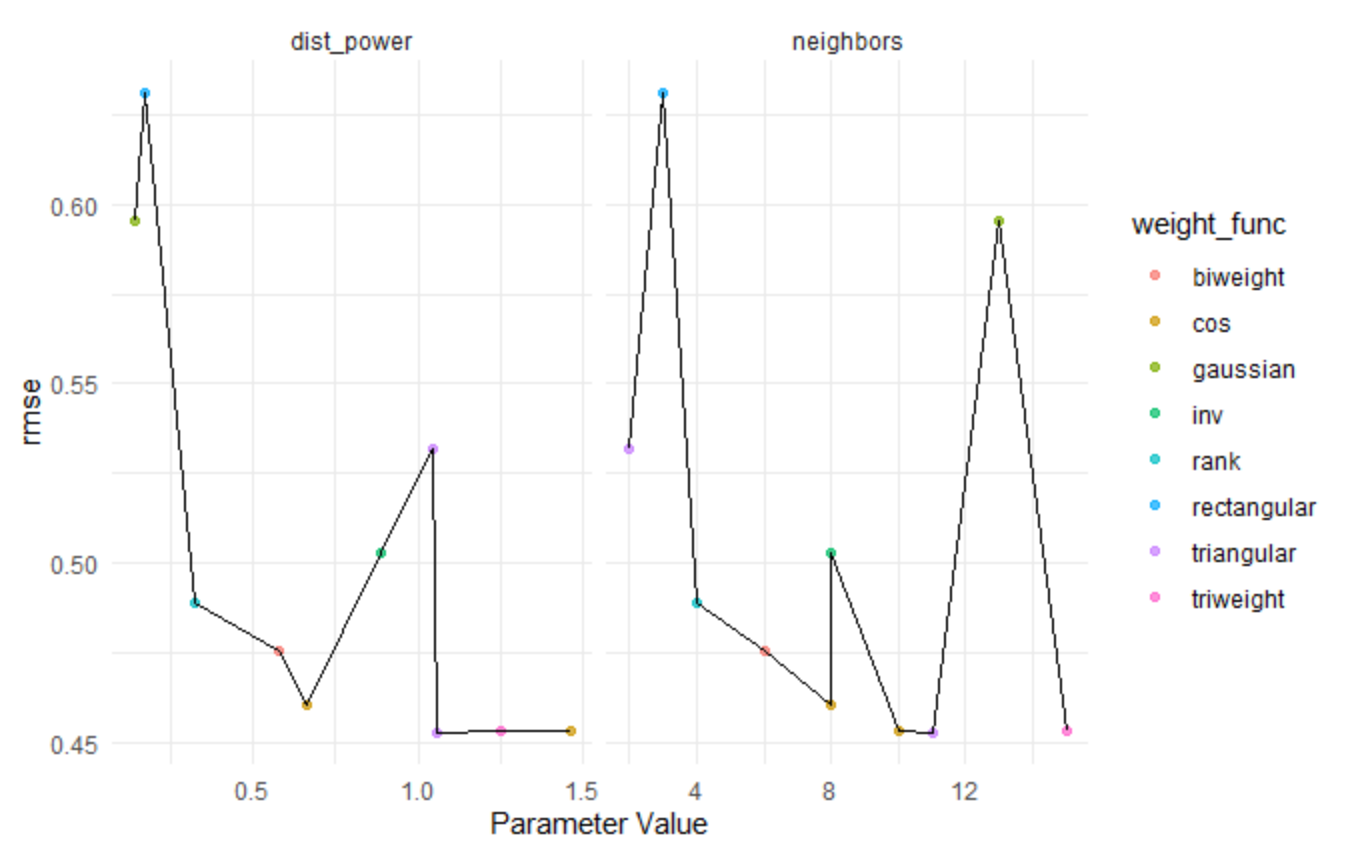 dist_power neighbors
rmse
0.60
0.55
0.50
0.45
0.5 1.0 1.5 4 8 12
Parameter Value
weight_func
biweight
cos
gaussian
inv
rank
rectangular
triangular
triweight